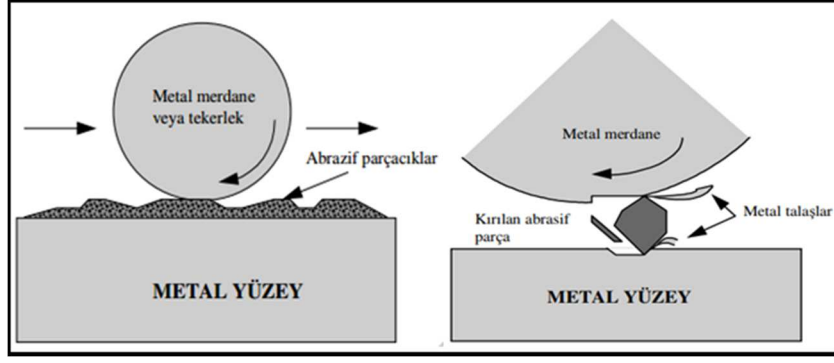 Metal merdane
veya tekerlek
Abrazif parçacıklar
METAL YÜZEY
Metal merdane
Kırılan abrasif
parça
Metal talaşlar
METAL YÜZEY